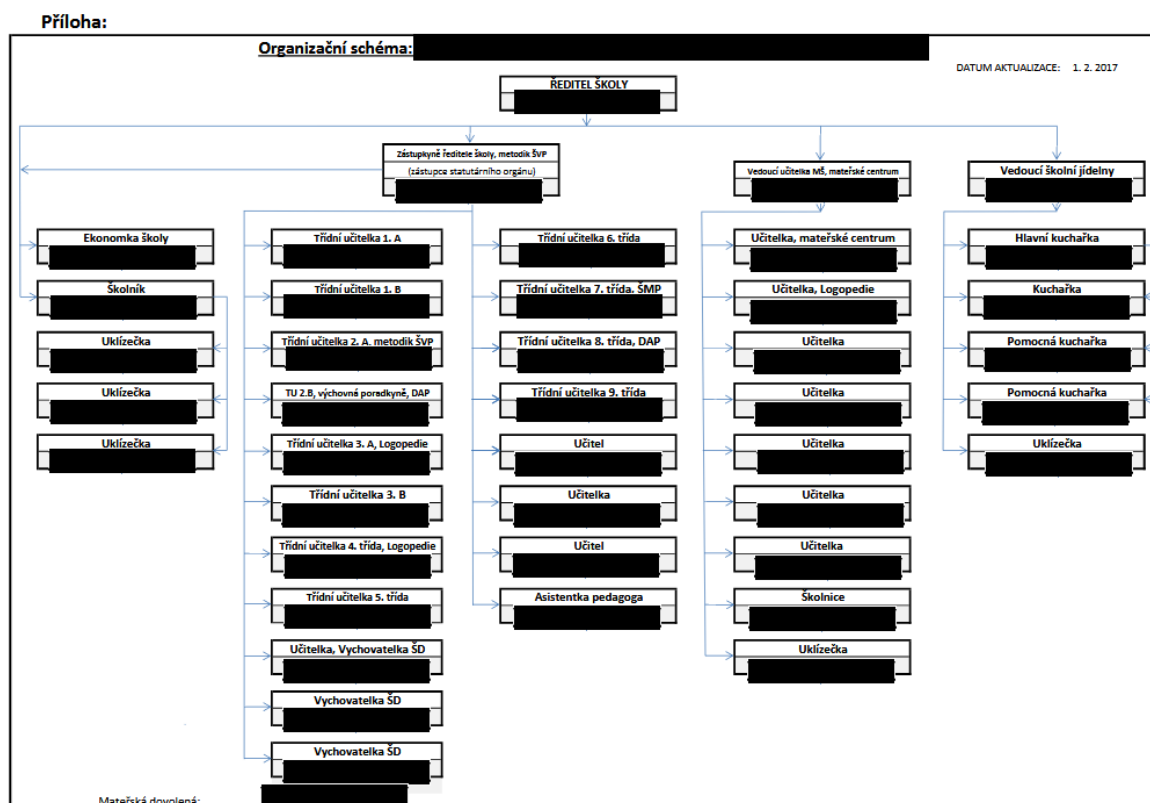 Příloha:
Organizační schéma:
DATUM AKTUALIZACE: 1. 2. 2017
ŘEDITEL ŠKOLY
Zástupkyně ředitele školy, metodik ŠVP
(zástupce statutárního orgánu)
Vedoucí učitelka MŠ, mateřské centrum
Vedoucí školní jídelny
Ekonomka školy
Školník
Uklízečka
Uklízečka
Uklízečka
Třídní učitelka 1. A
Třídní učitelka 1. B
Třídní učitelka 2. A. metodik ŠVP
TU 2.B, výchovná poradkyně, DAP
Třídní učitelka 3. A, Logopedie
Třídní učitelka 3. B
Třídní učitelka 4. třída, Logopedie
Třídní učitelka 5. třída
Učitelka, Vychovatelka ŠD
Vychovatelka ŠD
Vychovatelka ŠD
Třídní učitelka 6. třída
Třídní učitelka 7. třída. ŠMP
Třídní učitelka 8. třída, DAP
Třídní učitelka 9. třída
Učitel
Učitelka
Učitel
Asistentka pedagoga
Učitelka, mateřské centrum
Učitelka, Logopedie
Učitelka
Učitelka
Učitelka
Učitelka
Učitelka
Školnice
Uklízečka
Hlavní kuchařka
Kuchařka
Pomocná kuchařka
Pomocná kuchařka
Uklízečka
Mateřská dovolená: